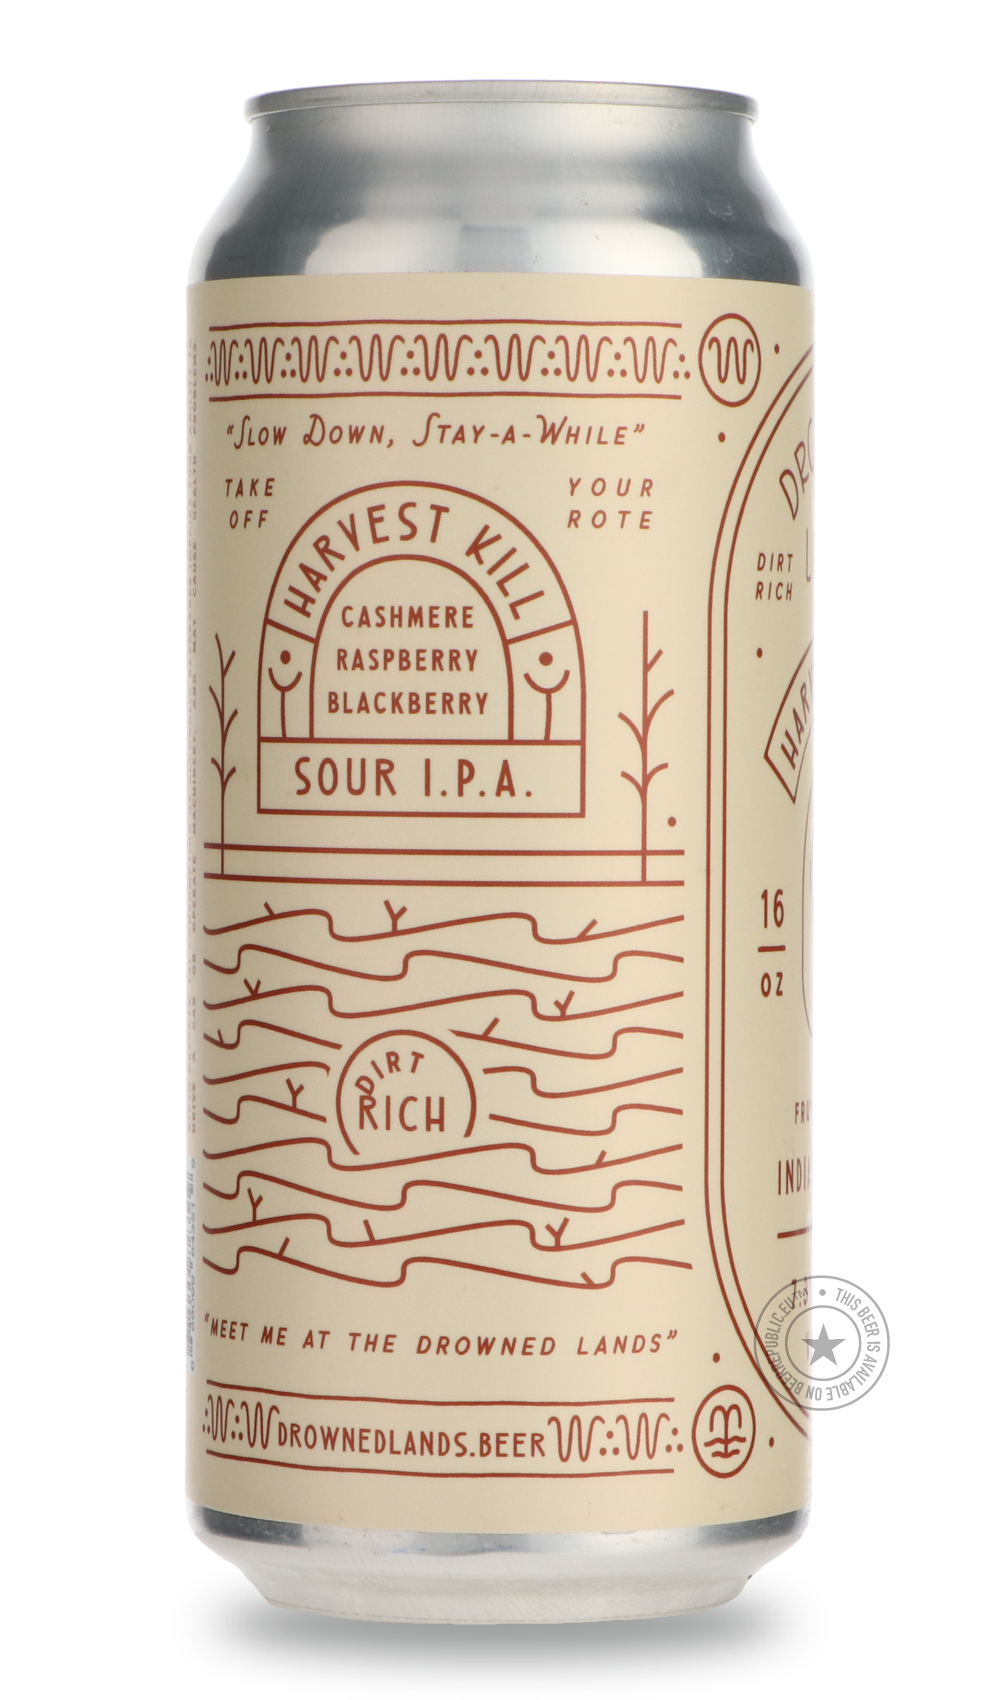 "Slow Down, Stay-a-While"
TAKE OFF
YOUR ROTE
HARVEST KILL
CASHMERE
RASPBERRY
BLACKBERRY
SOUR I.P.A.
DIRT
RICH
"MEET ME AT THE DROWNED LANDS"
DROWNEDLANDS.BEER
DIRT
RICH
16
OZ
THIS BEER IS AVAILABLE ON BEERREPUBLIC.EU™